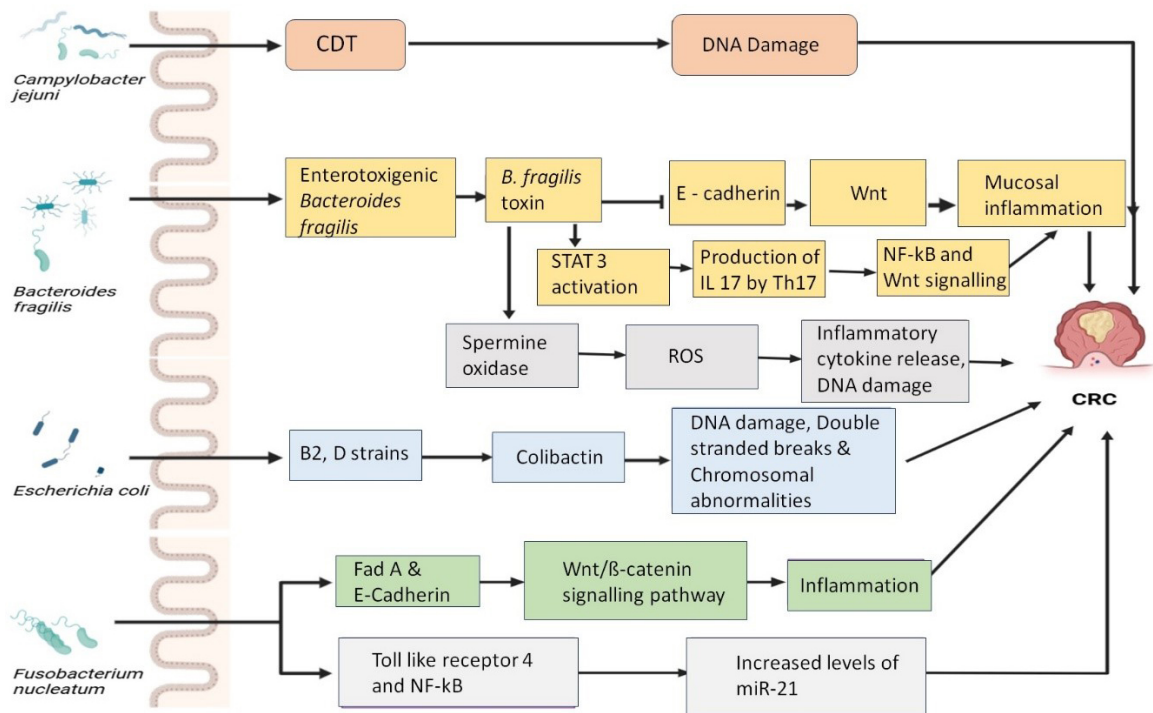 Campylobacter
jejuni
CDT
DNA Damage
Bacteroides
fragilis
Enterotoxigenic
Bacteroides
fragilis
B. fragilis
toxin
E - cadherin
Wnt
Mucosal
inflammation
STAT 3
activation
Production of
IL 17 by Th17
NF-kB and
Wnt signalling
Spermine
oxidase
ROS
Inflammatory
cytokine release,
DNA damage
CRC
Escherichia coli
B2, D strains
Colibactin
DNA damage, Double
stranded breaks &
Chromosomal
abnormalities
Fusobacterium
nucleatum
Fad A &
E-Cadherin
Wnt/ß-catenin
signalling pathway
Inflammation
Toll like receptor 4
and NF-kB
Increased levels of
miR-21